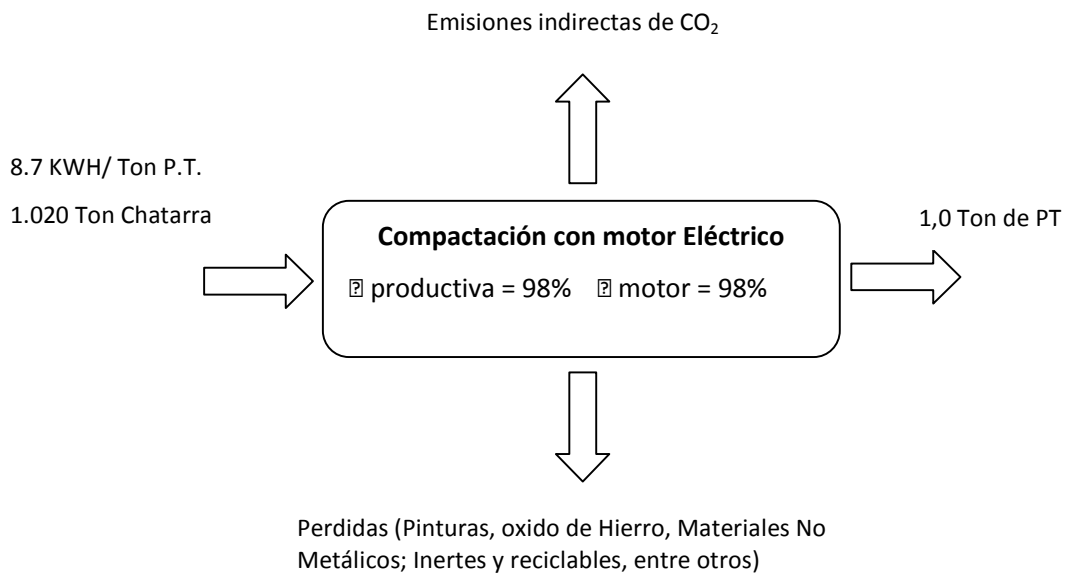 Emisiones indirectas de CO₂
8.7 KWH/ Ton P.T.
1.020 Ton Chatarra
Compactación con motor Eléctrico
⍰ productiva = 98% ⍰ motor = 98%
1,0 Ton de PT
Perdidas (Pinturas, oxido de Hierro, Materiales No
Metálicos; Inertes y reciclables, entre otros)